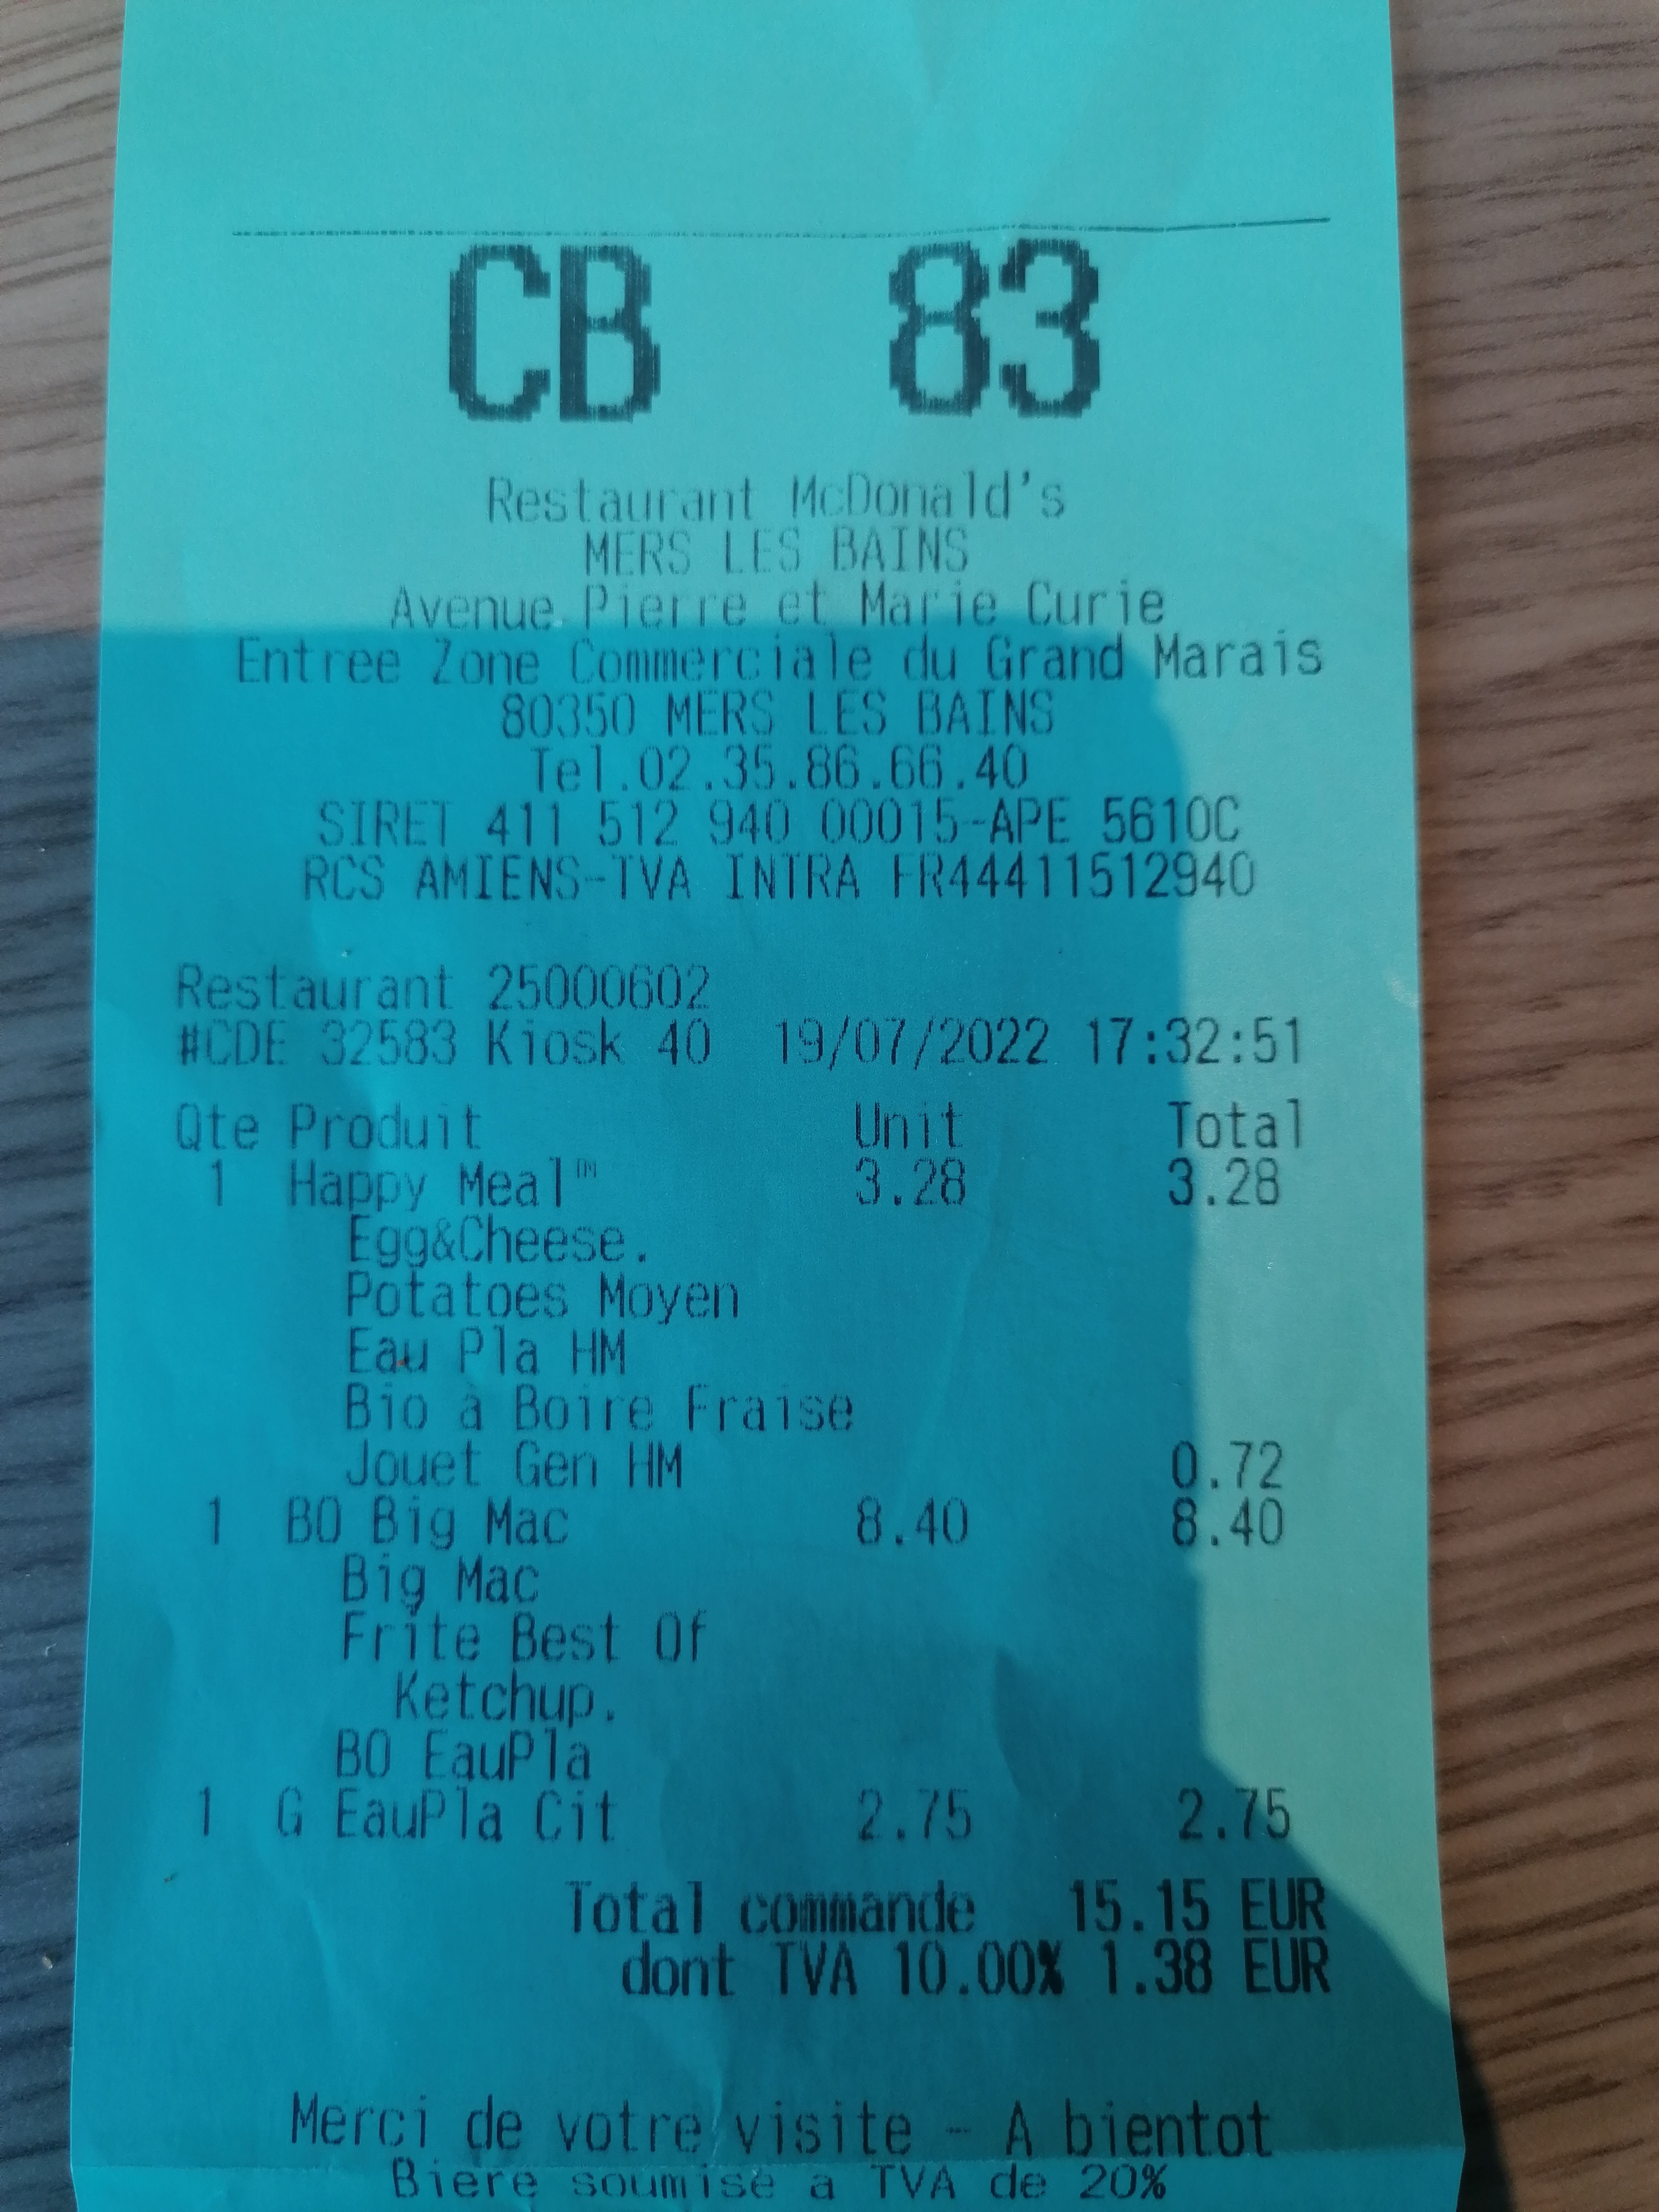 CB 83
Restaurant McDonald's
MERS LES BAINS
Avenue Pierre et Marie Curie
Entree Zone Commerciale du Grand Marais
80350 MERS LES BAINS
Tel.02.35.86.66.40
SIRET 411 512 940 00015-APE 5610C
RCS AMIENS-TVA INTRA FR44411512940
Restaurant 25000602
#CDE 32583 Kiosk 40 19/07/2022 17:32:51
Qte Produit Unit Total
1 Happy Meal™ 3.28 3.28
Egg&Cheese.
Potatoes Moyen
Eau Pla HM
Bio à Boire Fraise
Jouet Gen HM 0.72
1 BO Big Mac 8.40 8.40
Big Mac
Frite Best Of
Ketchup.
BO EauPla
1 G EauPla Cit 2.75 2.75
Total commande 15.15 EUR
dont TVA 10.00% 1.38 EUR
Merci de votre visite - A bientot
Biere soumise a TVA de 20%